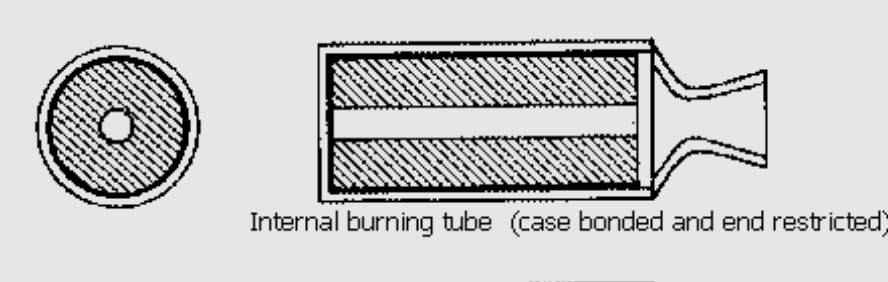 Internal burning tube (case bonded and end restricted)